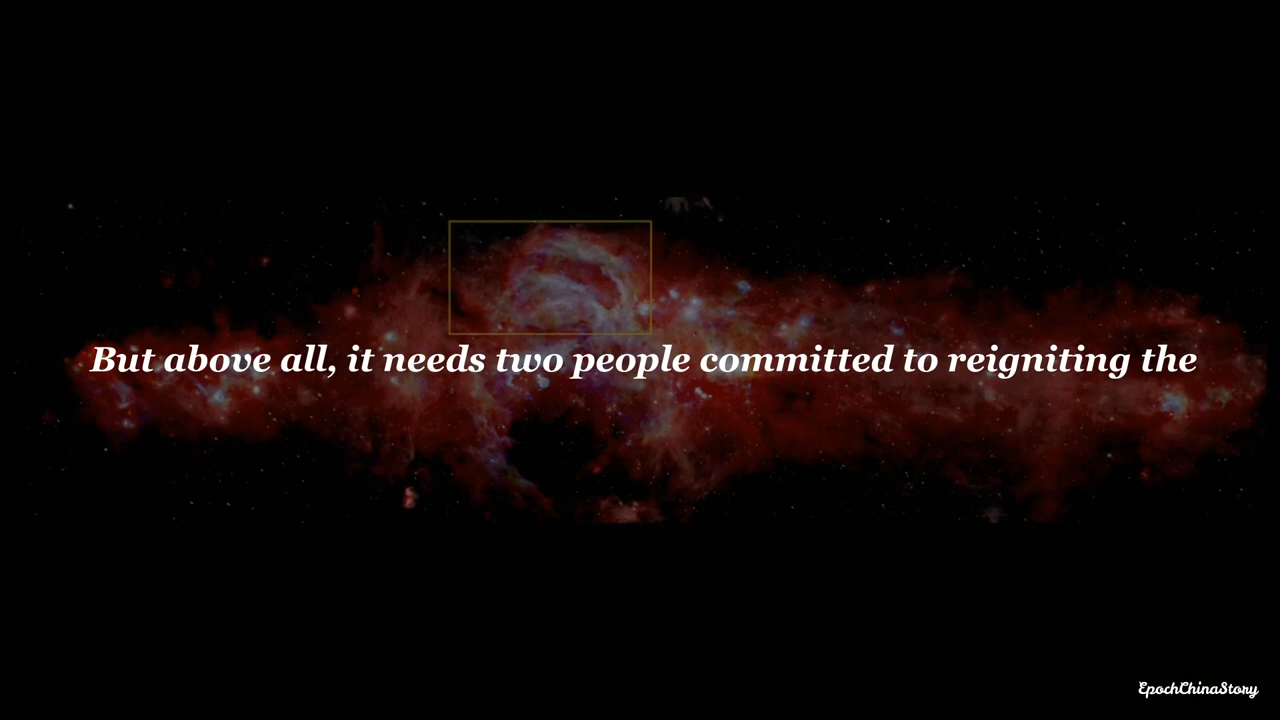 But above all, it needs two people committed to reigniting the
EpochChinaStory